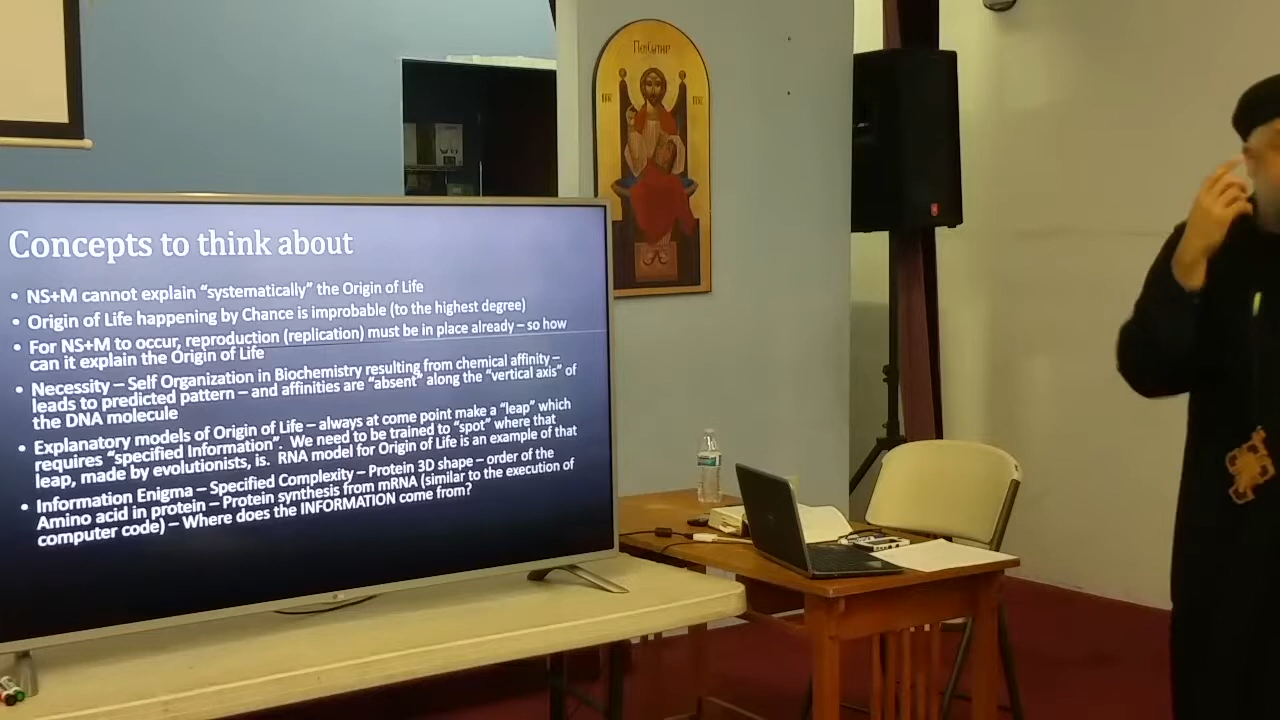 Concepts to think about
• NS+M cannot explain “systematically” the Origin of Life
• Origin of Life happening by Chance is improbable (to the highest degree)
• For NS+M to occur, reproduction (replication) must be in place already – so how
can it explain the Origin of Life
• Necessity – Self Organization in Biochemistry resulting from chemical affinity –
leads to predicted pattern – and affinities are “absent” along the “vertical axis” of
the DNA molecule
• Explanatory models of Origin of Life – always at come point make a “leap” which
requires “specified Information”. We need to be trained to “spot” where that
leap, made by evolutionists, is. RNA model for Origin of Life is an example of that
• Information Enigma – Specified Complexity – Protein 3D shape – order of the
Amino acid in protein – Protein synthesis from mRNA (similar to the execution of
computer code) – Where does the INFORMATION come from?